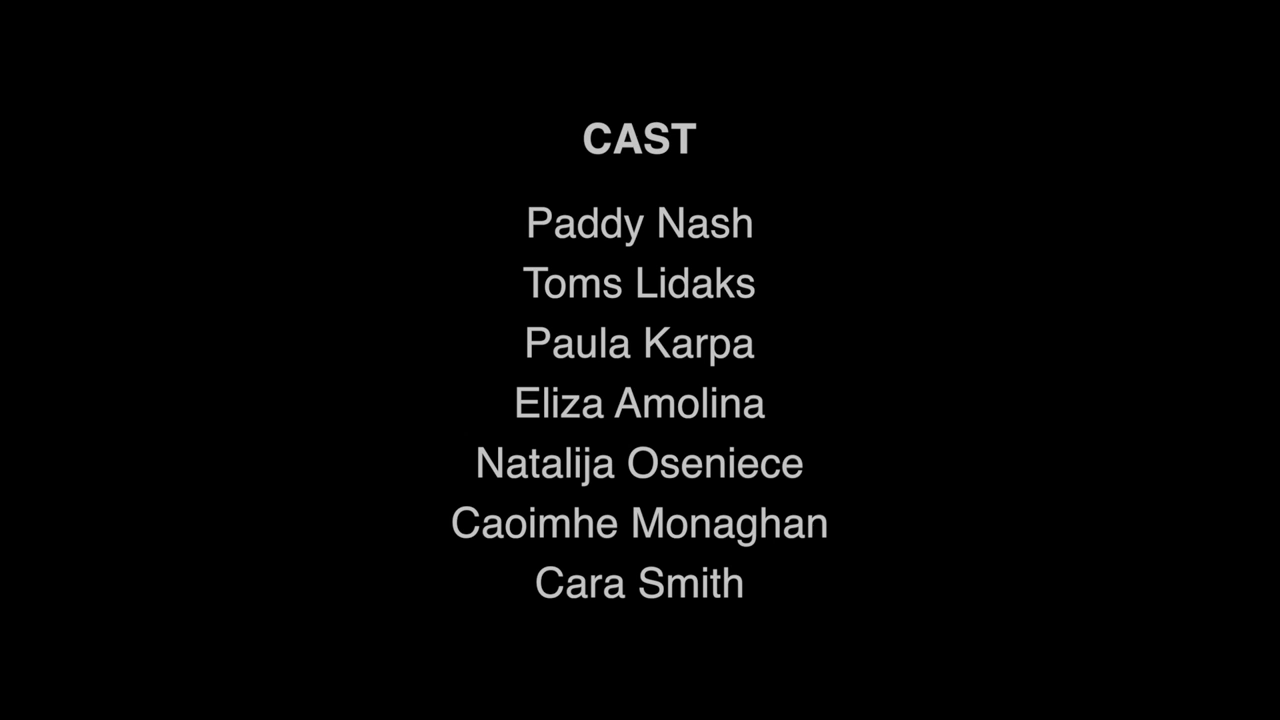 CAST
Paddy Nash
Toms Lidaks
Paula Karpa
Eliza Amolina
Natalija Oseniece
Caoimhe Monaghan
Cara Smith